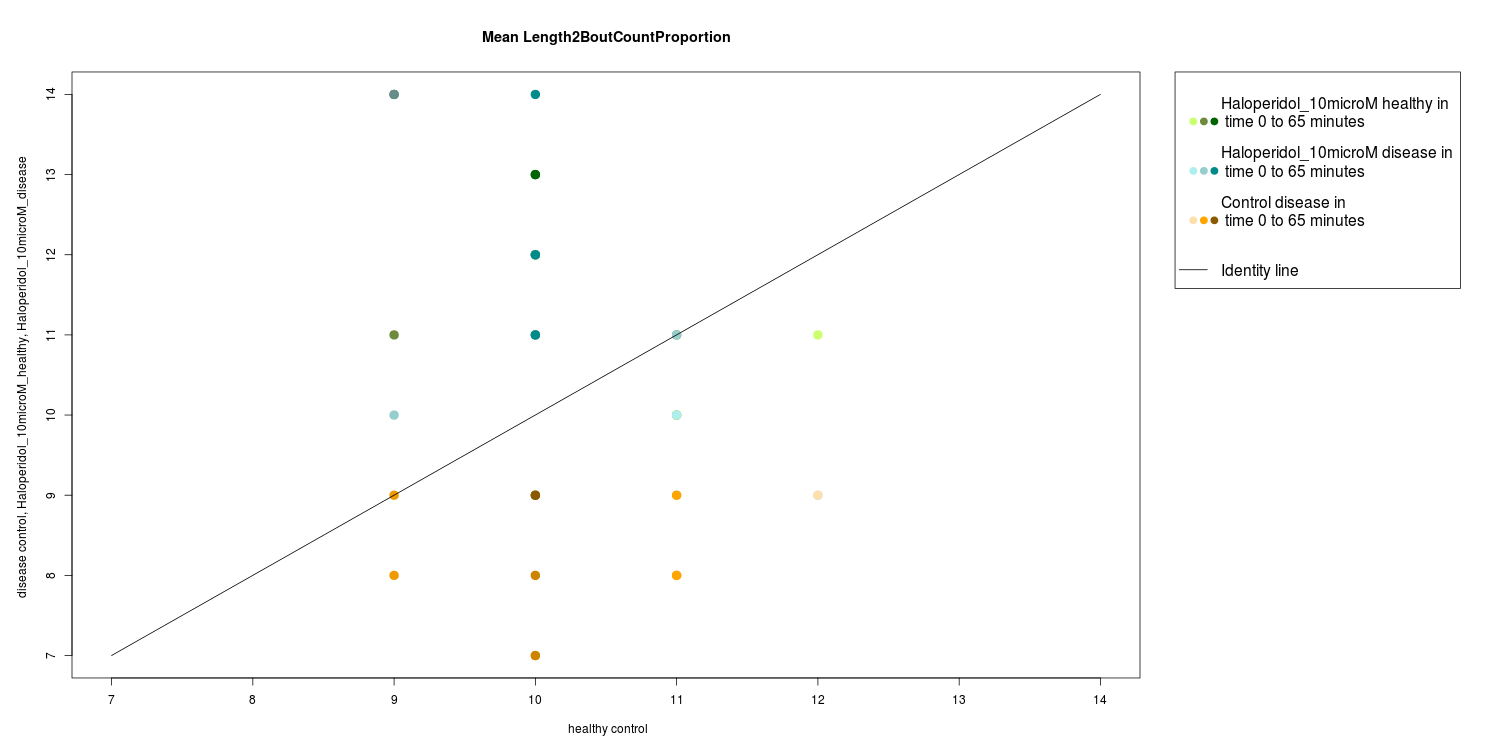 Mean Length2BoutCountProportion
disease control, Haloperidol_10microM_healthy, Haloperidol_10microM_disease
14
13
12
11
10
9
8
7
7 8 9 10 11 12 13 14
healthy control
Haloperidol_10microM healthy in
time 0 to 65 minutes
Haloperidol_10microM disease in
time 0 to 65 minutes
Control disease in
time 0 to 65 minutes
Identity line